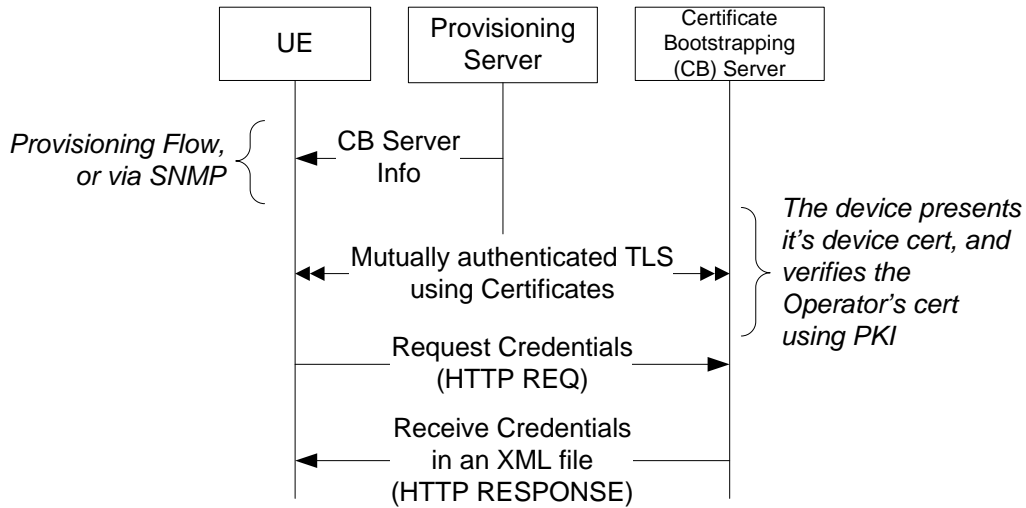 UE
Provisioning
Server
Certificate
Bootstrapping
(CB) Server
Provisioning Flow,
or via SNMP
CB Server
Info
The device presents
it's device cert, and
verifies the
Operator's cert
using PKI
Mutually authenticated TLS
using Certificates
Request Credentials
(HTTP REQ)
Receive Credentials
in an XML file
(HTTP RESPONSE)